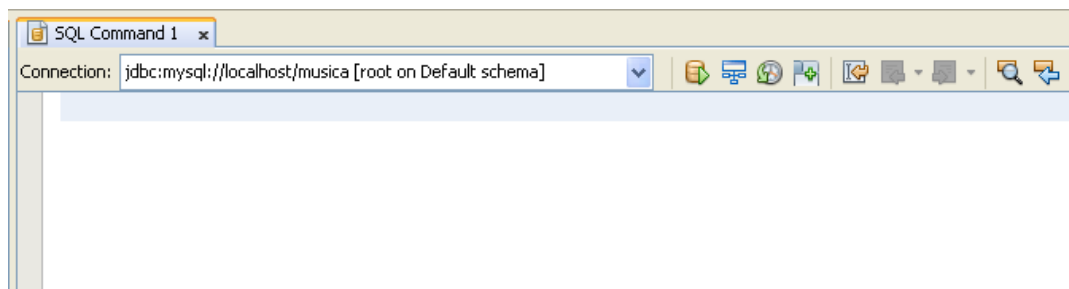 SQL Command 1 x
Connection: jdbc:mysql://localhost/musica [root on Default schema]